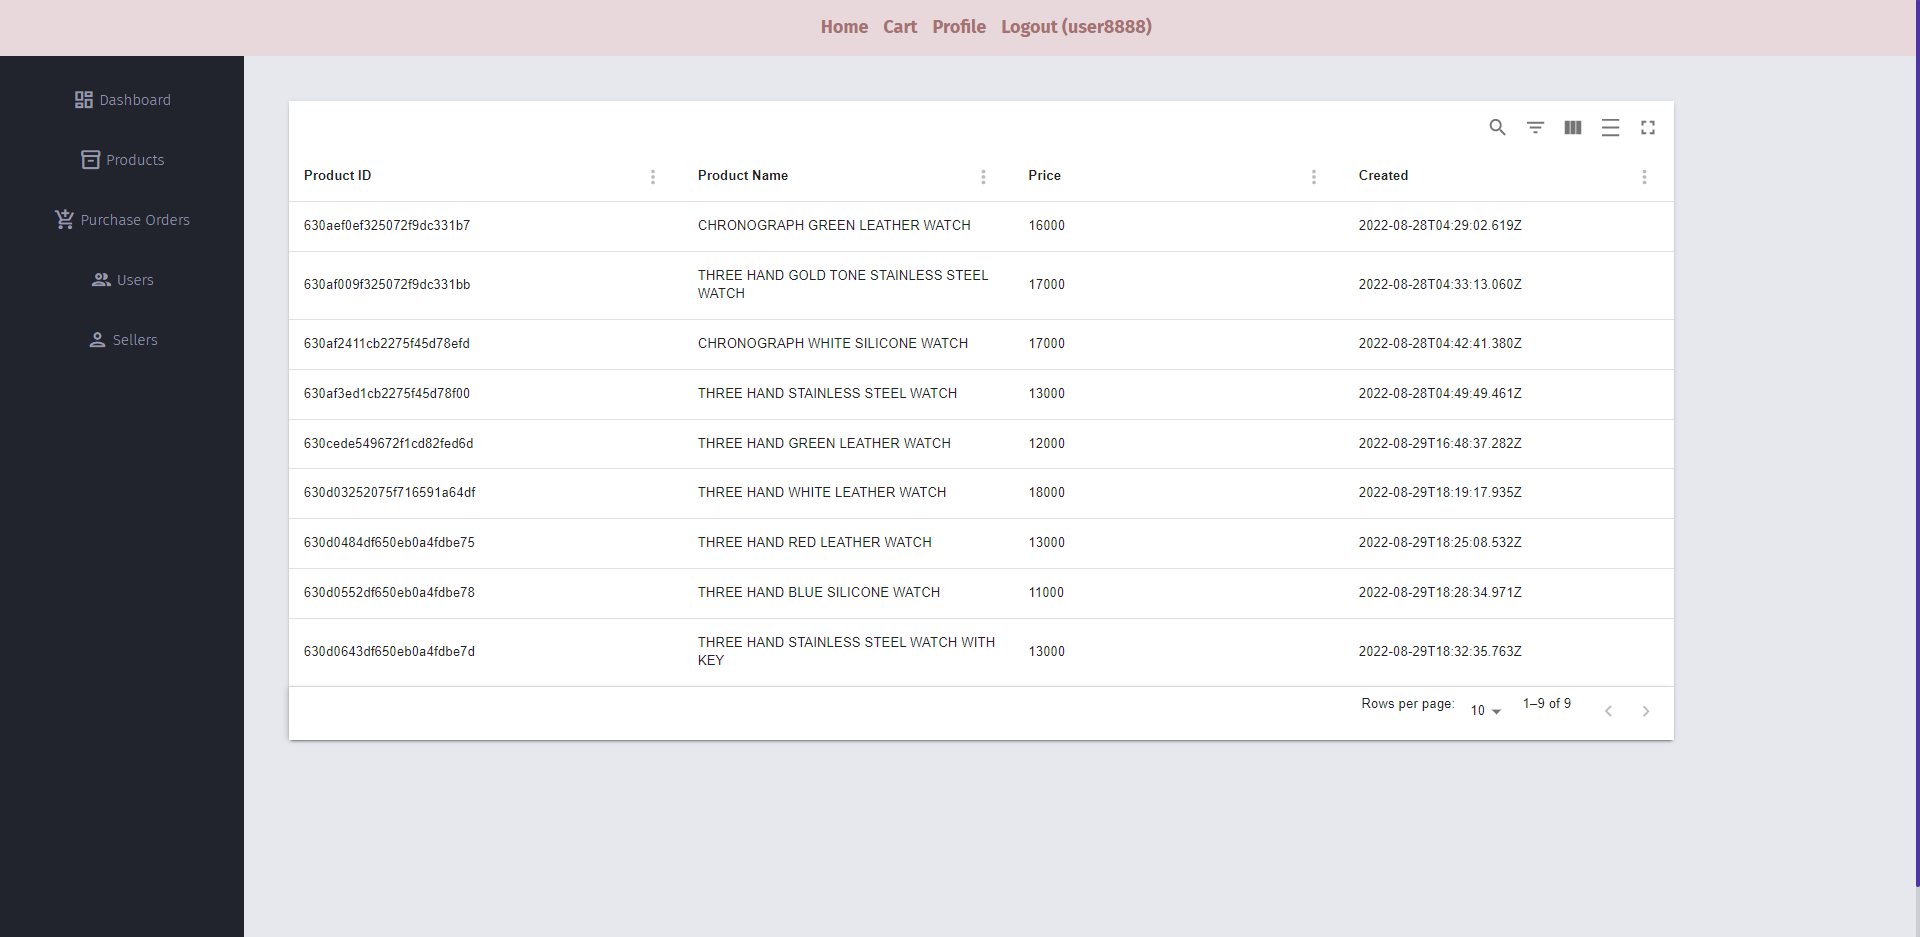 Home Cart Profile Logout (user8888)
Dashboard
Products
Purchase Orders
Users
Sellers
Product ID Product Name Price Created
630aef0ef325072f9dc331b7 CHRONOGRAPH GREEN LEATHER WATCH 16000 2022-08-28T04:29:02.619Z
630af009f325072f9dc331bb THREE HAND GOLD TONE STAINLESS STEEL WATCH 17000 2022-08-28T04:33:13.060Z
630af2411cb2275f45d78efd CHRONOGRAPH WHITE SILICONE WATCH 17000 2022-08-28T04:42:41.380Z
630af3ed1cb2275f45d78f00 THREE HAND STAINLESS STEEL WATCH 13000 2022-08-28T04:49:49.461Z
630cede549672f1cd82fed6d THREE HAND GREEN LEATHER WATCH 12000 2022-08-29T16:48:37.282Z
630d03252075f716591a64df THREE HAND WHITE LEATHER WATCH 18000 2022-08-29T18:19:17.935Z
630d0484df650eb0a4fdbe75 THREE HAND RED LEATHER WATCH 13000 2022-08-29T18:25:08.532Z
630d0552df650eb0a4fdbe78 THREE HAND BLUE SILICONE WATCH 11000 2022-08-29T18:28:34.971Z
630d0643df650eb0a4fdbe7d THREE HAND STAINLESS STEEL WATCH WITH KEY 13000 2022-08-29T18:32:35.763Z
Rows per page: 10 1–9 of 9